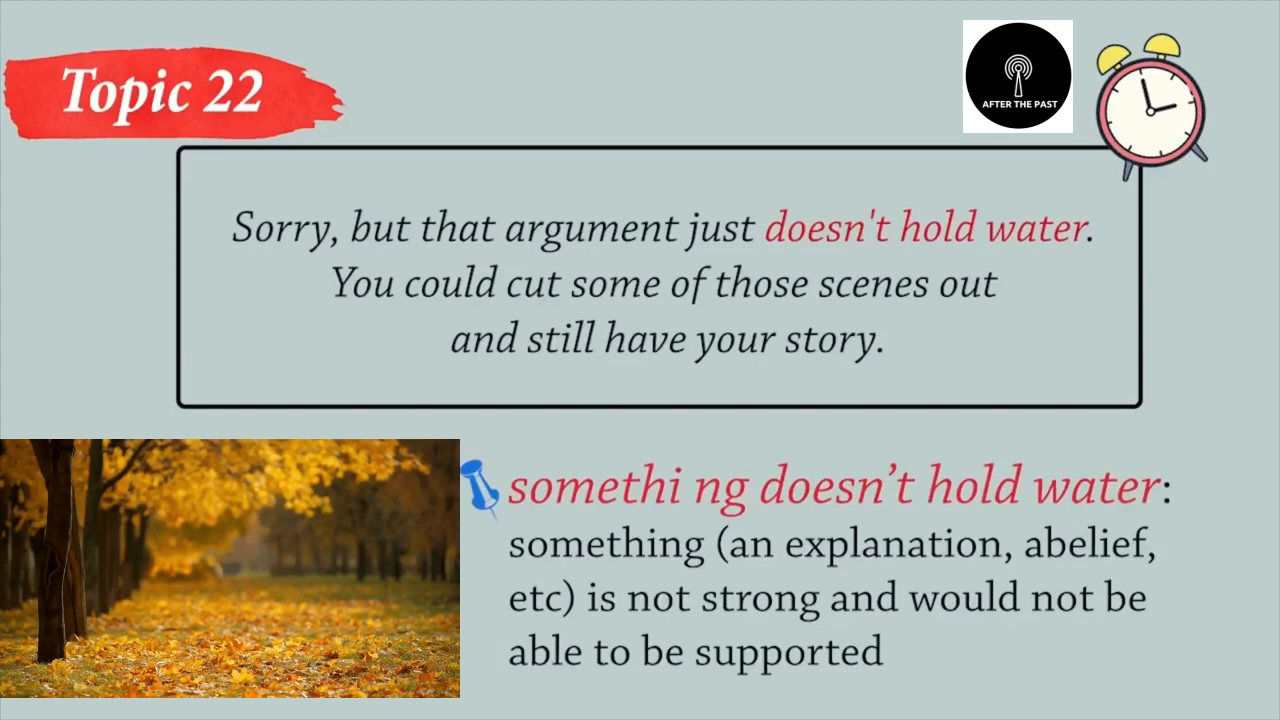 Topic 22
AFTER THE PAST
Sorry, but that argument just doesn't hold water.
You could cut some of those scenes out
and still have your story.
somethi ng doesn’t hold water:
something (an explanation, abelief,
etc) is not strong and would not be
able to be supported